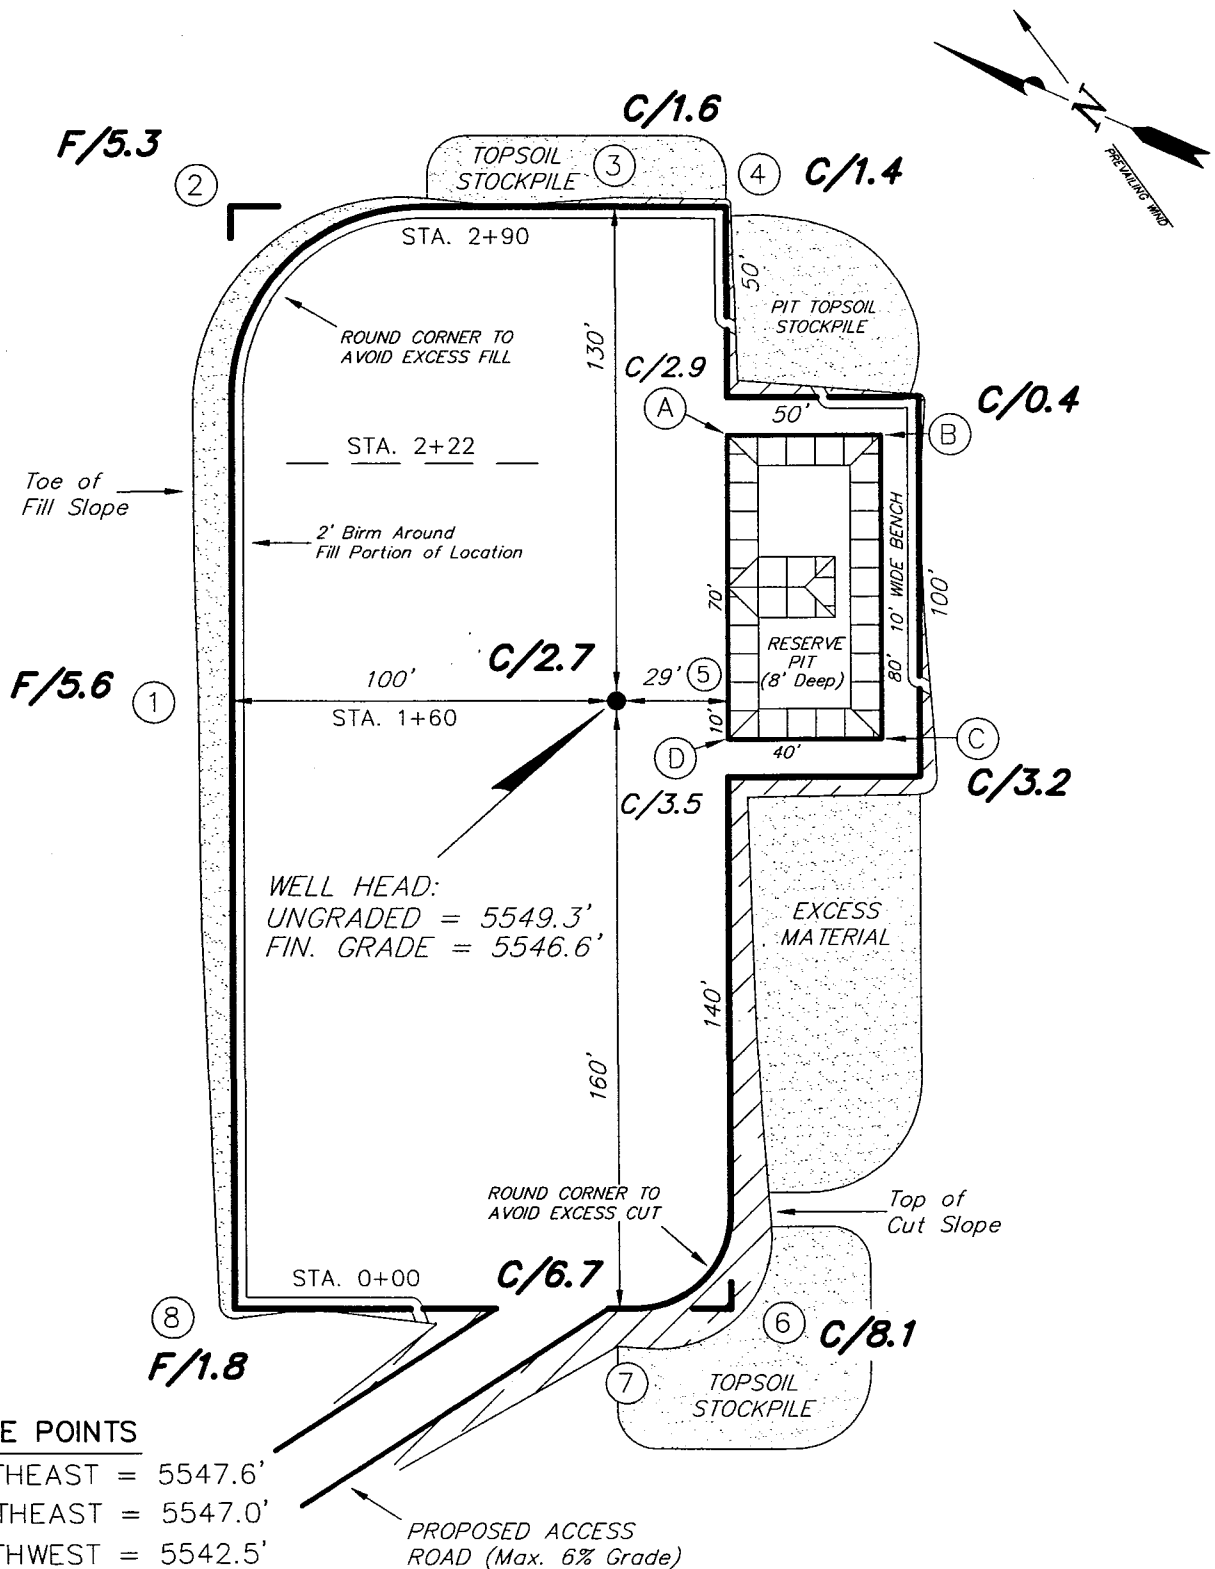 C/1.6
F/5.3
TOPSOIL
STOCKPILE
3
2
4
C/1.4
N
PREVAILING WIND
STA. 2+90
50'
PIT TOPSOIL
STOCKPILE
ROUND CORNER TO
AVOID EXCESS FILL
130'
C/2.9
A
50'
C/0.4
B
STA. 2+22
Toe of
Fill Slope
2' Birm Around
Fill Portion of Location
70'
10' WIDE BENCH
100'
RESERVE
PIT
(8' Deep)
80'
C/2.7
F/5.6
1
100'
STA. 1+60
29'
5
10'
D
40'
C
C/3.5
C/3.2
WELL HEAD:
UNGRADED = 5549.3'
FIN. GRADE = 5546.6'
EXCESS
MATERIAL
140'
160'
ROUND CORNER TO
AVOID EXCESS CUT
Top of
Cut Slope
STA. 0+00
C/6.7
8
F/1.8
6
C/8.1
7
TOPSOIL
STOCKPILE
E POINTS
THEAST = 5547.6'
THEAST = 5547.0'
THWEST = 5542.5'
PROPOSED ACCESS
ROAD (Max. 6% Grade)